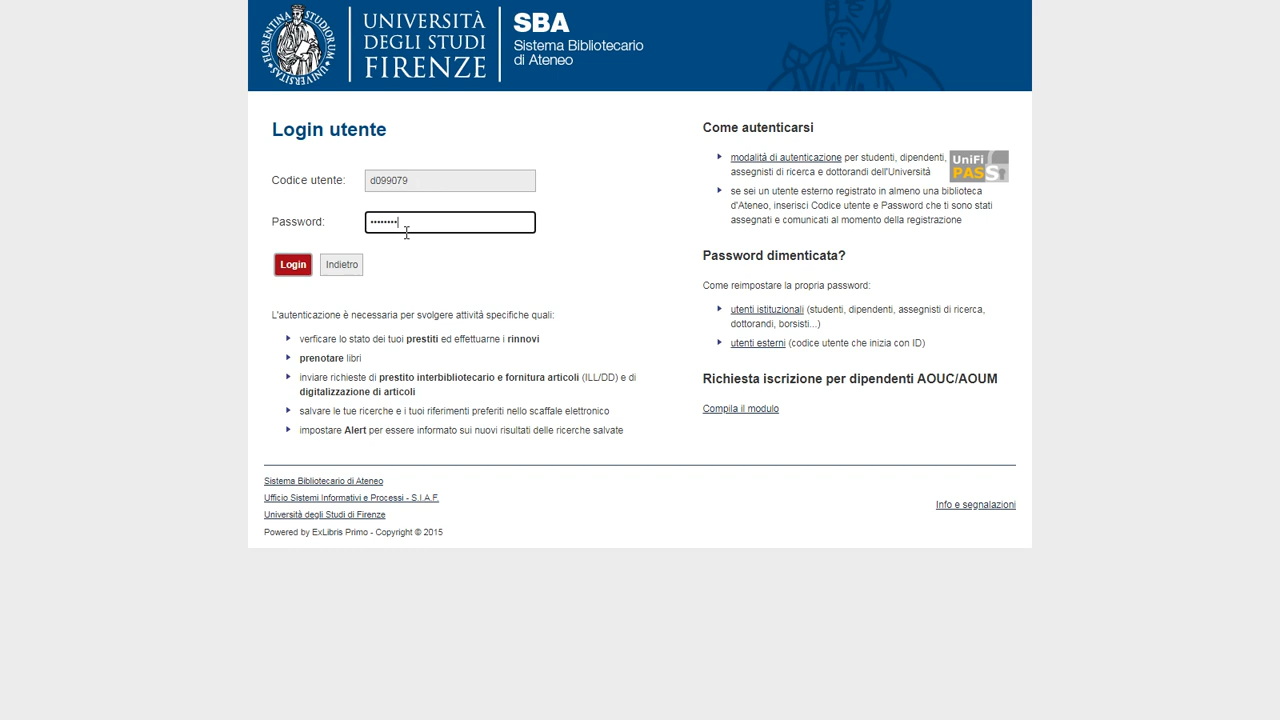 FLORENTINA STUDIORUM UNIVERSITAS
UNIVERSITÀ
DEGLI STUDI
FIRENZE
SBA
Sistema Bibliotecario
di Ateneo
Login utente
Codice utente:
d099079
Password:
••••••••
Login
Indietro
L'autenticazione è necessaria per svolgere attività specifiche quali:
verficare lo stato dei tuoi prestiti ed effettuarne i rinnovi
prenotare libri
inviare richieste di prestito interbibliotecario e fornitura articoli (ILL/DD) e di
digitalizzazione di articoli
salvare le tue ricerche e i tuoi riferimenti preferiti nello scaffale elettronico
impostare Alert per essere informato sui nuovi risultati delle ricerche salvate
Come autenticarsi
modalità di autenticazione per studenti, dipendenti,
assegnisti di ricerca e dottorandi dell'Università
UniFi
PASS
se sei un utente esterno registrato in almeno una biblioteca
d'Ateneo, inserisci Codice utente e Password che ti sono stati
assegnati e comunicati al momento della registrazione
Password dimenticata?
Come reimpostare la propria password:
utenti istituzionali (studenti, dipendenti, assegnisti di ricerca,
dottorandi, borsisti...)
utenti esterni (codice utente che inizia con ID)
Richiesta iscrizione per dipendenti AOUC/AOUM
Compila il modulo
Sistema Bibliotecario di Ateneo
Ufficio Sistemi Informativi e Processi - S.I.A.F.
Università degli Studi di Firenze
Powered by ExLibris Primo - Copyright © 2015
Info e segnalazioni